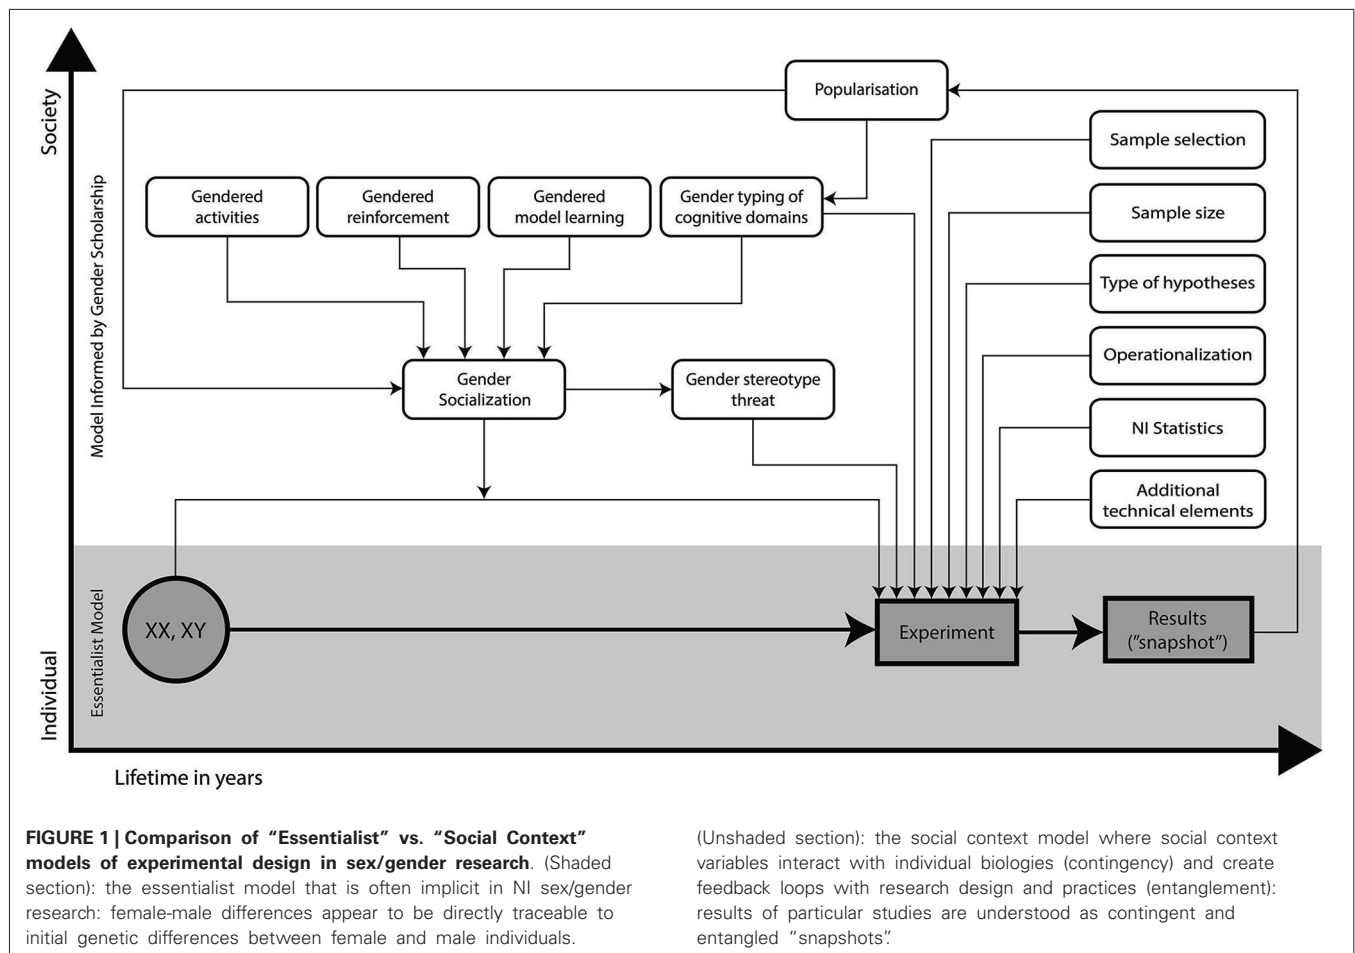 Society
Model Informed by Gender Scholarship
Popularisation
Sample selection
Gendered
activities
Gendered
reinforcement
Gendered
model learning
Gender typing of
cognitive domains
Sample size
Type of hypotheses
Operationalization
Gender
Socialization
Gender stereotype
threat
NI Statistics
Additional
technical elements
Individual
Essentialist Model
XX, XY
Experiment
Results
("snapshot")
Lifetime in years
FIGURE 1 | Comparison of “Essentialist” vs. “Social Context”
models of experimental design in sex/gender research. (Shaded
section): the essentialist model that is often implicit in NI sex/gender
research: female-male differences appear to be directly traceable to
initial genetic differences between female and male individuals.
(Unshaded section): the social context model where social context
variables interact with individual biologies (contingency) and create
feedback loops with research design and practices (entanglement):
results of particular studies are understood as contingent and
entangled “snapshots”.